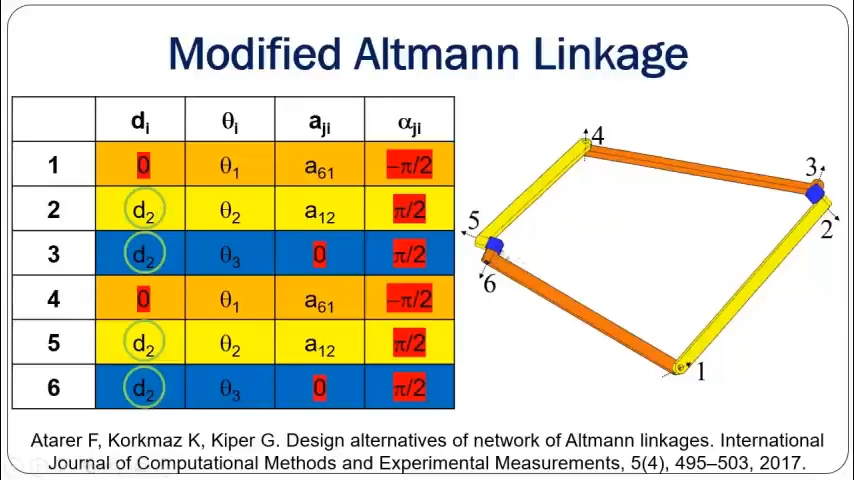 Modified Altmann Linkage
dᵢ θᵢ aⱼᵢ αⱼᵢ
1 0 θ₁ a₆₁ –π/2
2 d₂ θ₂ a₁₂ π/2
3 d₂ θ₃ 0 π/2
4 0 θ₁ a₆₁ –π/2
5 d₂ θ₂ a₁₂ π/2
6 d₂ θ₃ 0 π/2
4
3
5
2
6
1
Atarer F, Korkmaz K, Kiper G. Design alternatives of network of Altmann linkages. International
Journal of Computational Methods and Experimental Measurements, 5(4), 495–503, 2017.